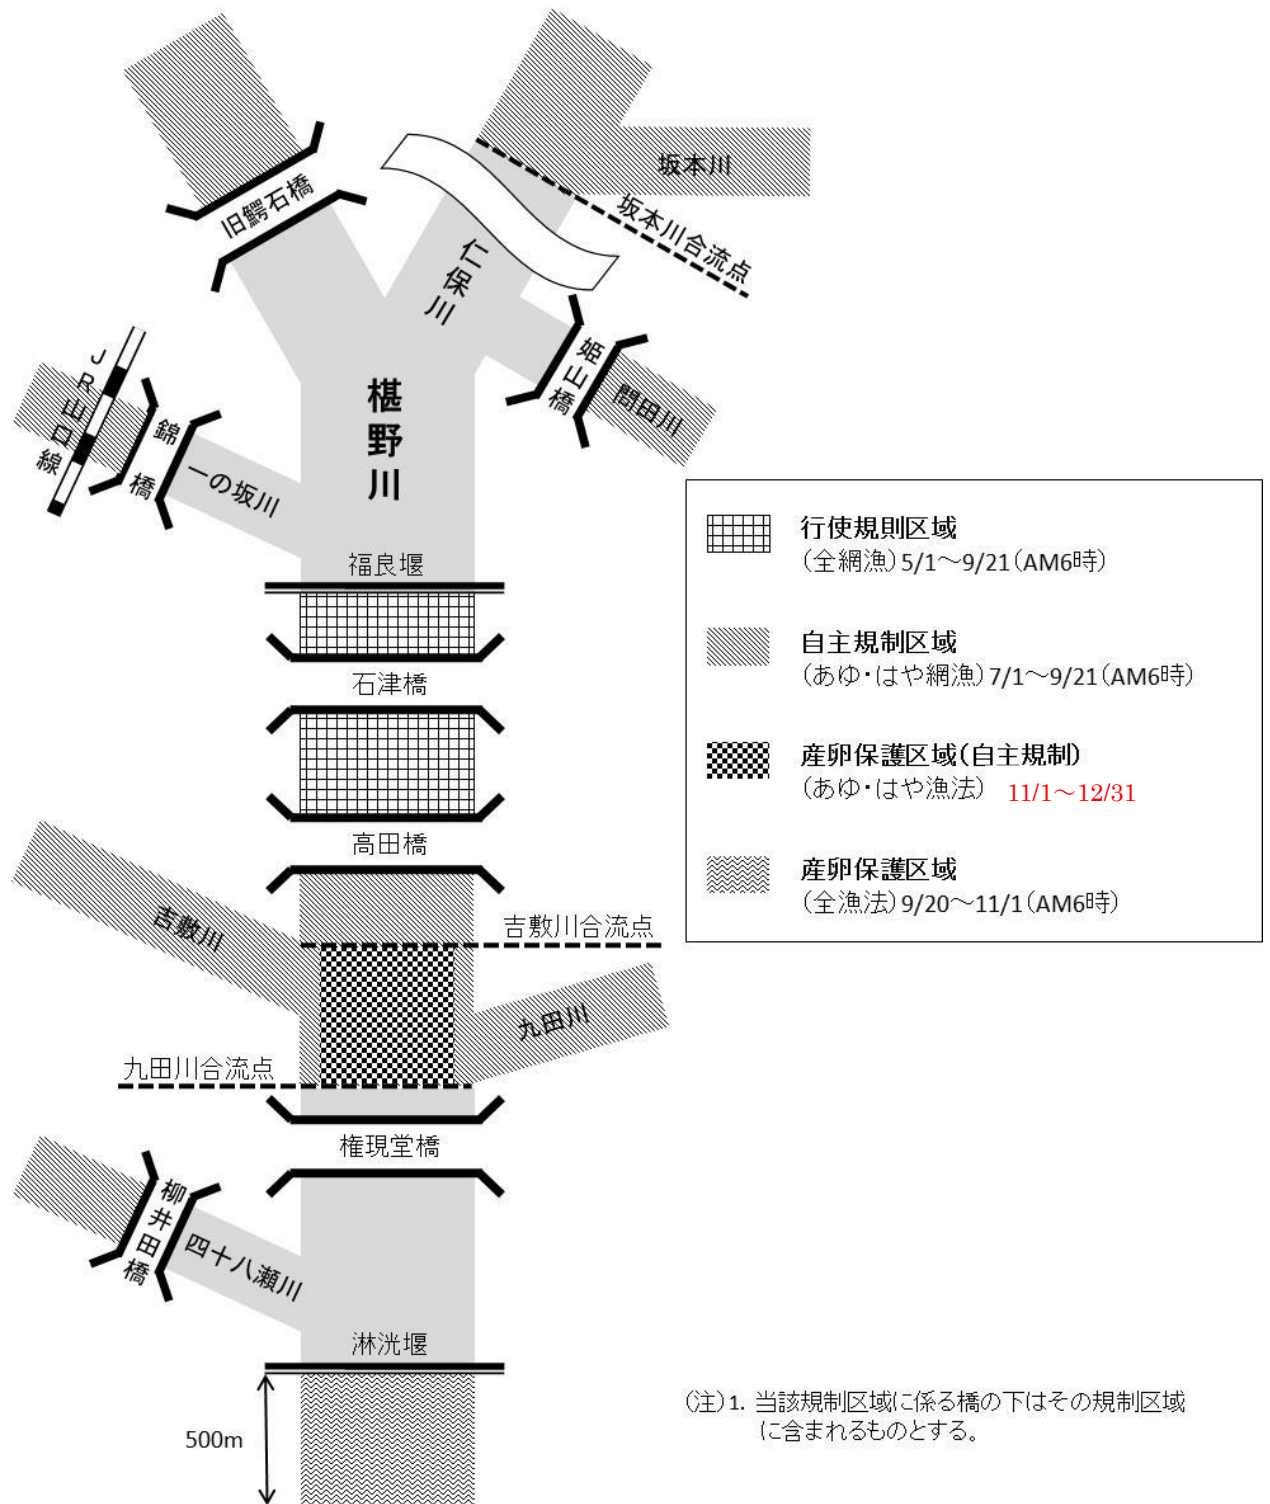 坂本川
旧鰐石橋
坂本川合流点
仁保川
姫山橋
問田川
JR山口線
錦橋
一の坂川
椹野川
福良堰
石津橋
高田橋
吉敷川
吉敷川合流点
九田川
九田川合流点
権現堂橋
柳井田橋
四十八瀬川
淋洸堰
500m
行使規則区域
(全網漁)5/1~9/21(AM6時)
自主規制区域
(あゆ・はや網漁)7/1~9/21(AM6時)
産卵保護区域(自主規制)
(あゆ・はや漁法) 11/1~12/31
産卵保護区域
(全漁法)9/20~11/1(AM6時)
(注)1. 当該規制区域に係る橋の下はその規制区域
に含まれるものとする。